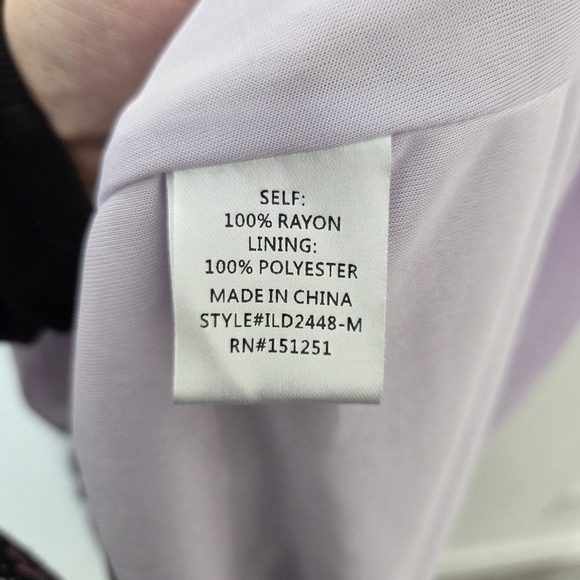 SELF:
100% RAYON
LINING:
100% POLYESTER
MADE IN CHINA
STYLE#ILD2448-M
RN#151251